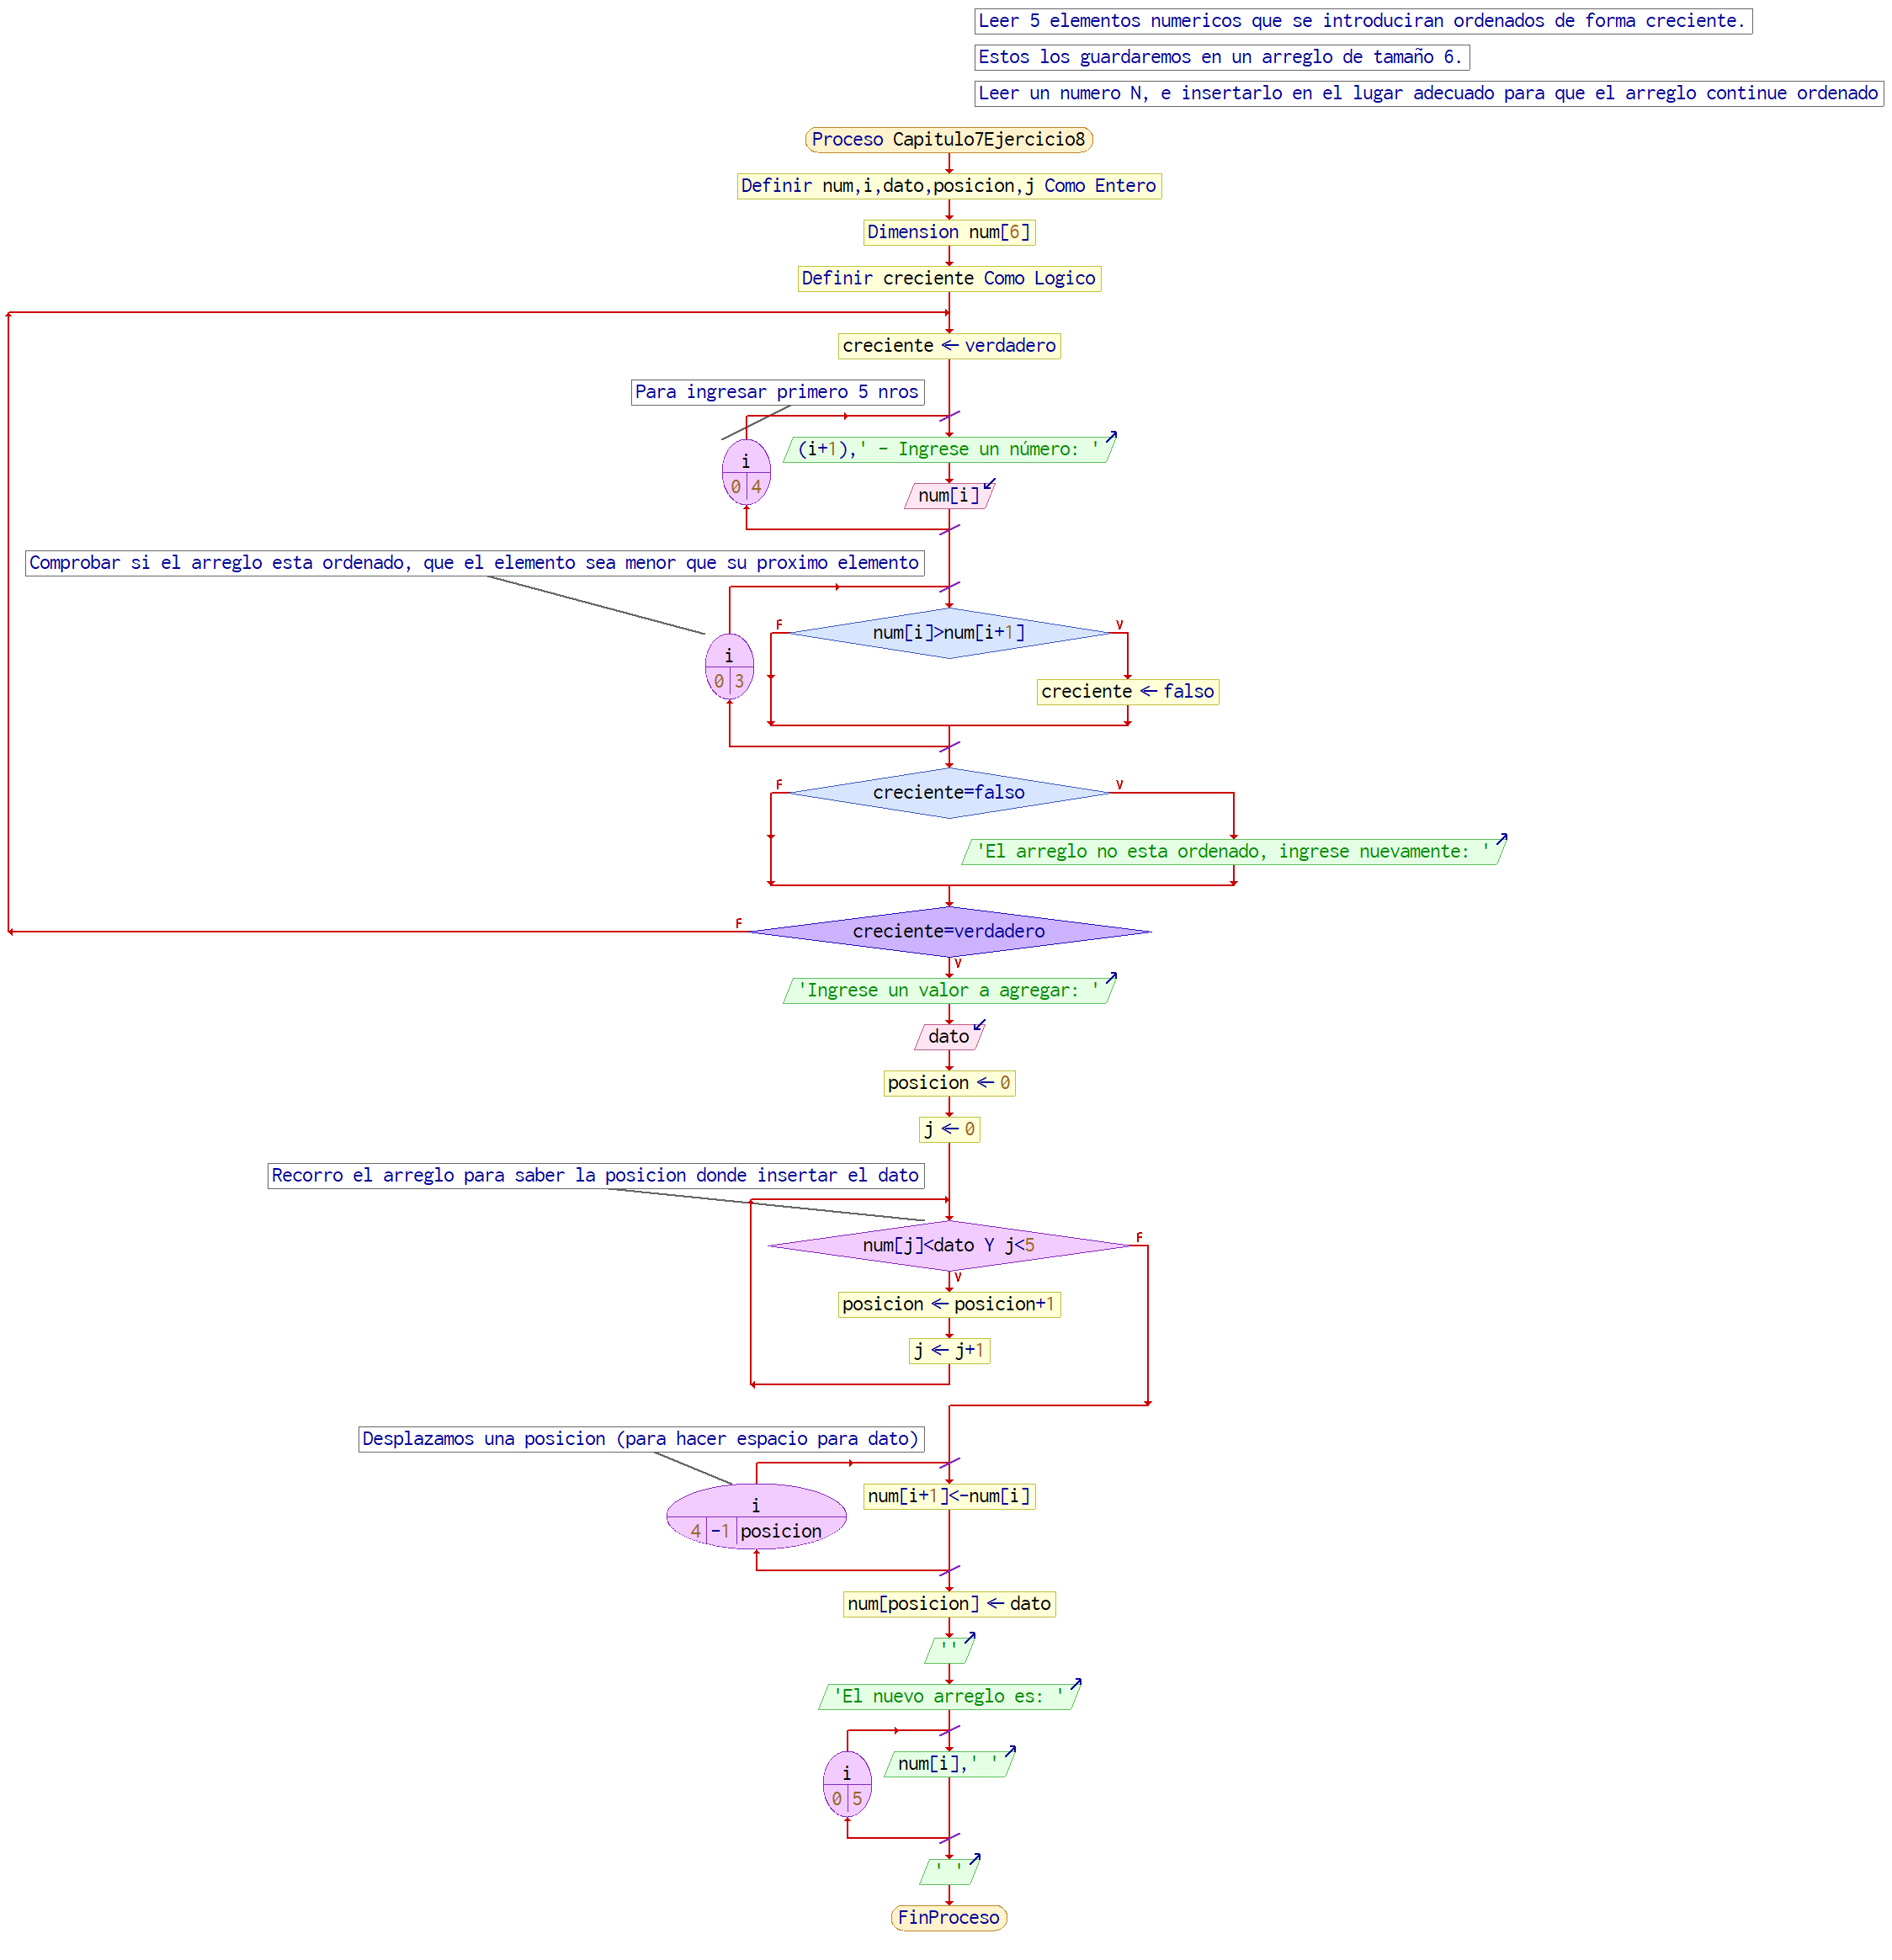 Leer 5 elementos numericos que se introduciran ordenados de forma creciente.
Estos los guardaremos en un arreglo de tamaño 6.
Leer un numero N, e insertarlo en el lugar adecuado para que el arreglo continue ordenado
Proceso Capitulo7Ejercicio8
Definir num,i,dato,posicion,j Como Entero
Dimension num[6]
Definir creciente Como Logico
creciente ← verdadero
Para ingresar primero 5 nros
(i+1),' - Ingrese un número: '
i
0 4
num[i]
Comprobar si el arreglo esta ordenado, que el elemento sea menor que su proximo elemento
F
V
num[i]>num[i+1]
i
0 3
creciente ← falso
F
V
creciente=falso
'El arreglo no esta ordenado, ingrese nuevamente: '
F
creciente=verdadero
V
'Ingrese un valor a agregar: '
dato
posicion ← 0
j ← 0
Recorro el arreglo para saber la posicion donde insertar el dato
num[j]<dato Y j<5
F
V
posicion ← posicion+1
j ← j+1
Desplazamos una posicion (para hacer espacio para dato)
num[i+1]<-num[i]
i
4 -1 posicion
num[posicion] ← dato
''
'El nuevo arreglo es: '
num[i],' '
i
0 5
' '
FinProceso